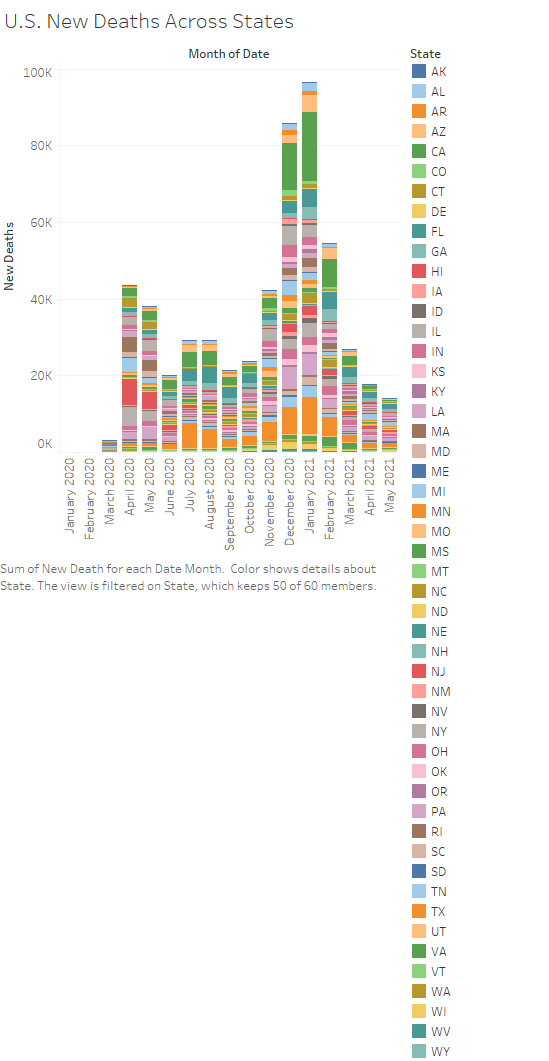 U.S. New Deaths Across States
Month of Date
State
New Deaths
100K
80K
60K
40K
20K
0K
January 2020
February 2020
March 2020
April 2020
May 2020
June 2020
July 2020
August 2020
September 2020
October 2020
November 2020
December 2020
January 2021
February 2021
March 2021
April 2021
May 2021
Sum of New Death for each Date Month. Color shows details about
State. The view is filtered on State, which keeps 50 of 60 members.
AK
AL
AR
AZ
CA
CO
CT
DE
FL
GA
HI
IA
ID
IL
IN
KS
KY
LA
MA
MD
ME
MI
MN
MO
MS
MT
NC
ND
NE
NH
NJ
NM
NV
NY
OH
OK
OR
PA
RI
SC
SD
TN
TX
UT
VA
VT
WA
WI
WV
WY